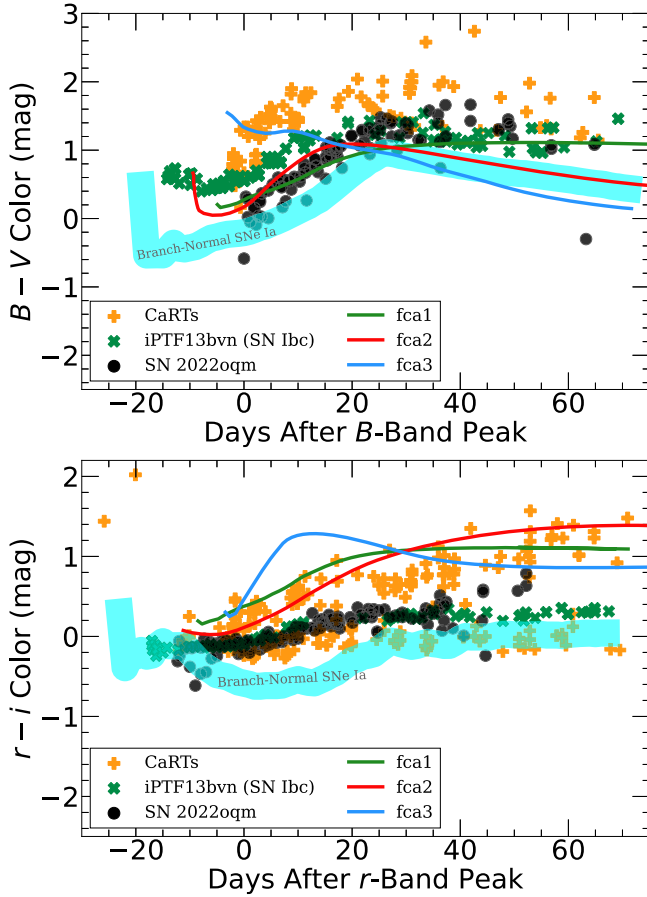 3
2
1
0
−1
−2
B − V Color (mag)
Branch-Normal SNe Ia
CaRTs
iPTF13bvn (SN Ibc)
SN 2022oqm
fca1
fca2
fca3
−20 0 20 40 60
Days After B-Band Peak
2
1
0
−1
−2
r − i Color (mag)
Branch-Normal SNe Ia
CaRTs
iPTF13bvn (SN Ibc)
SN 2022oqm
fca1
fca2
fca3
−20 0 20 40 60
Days After r-Band Peak